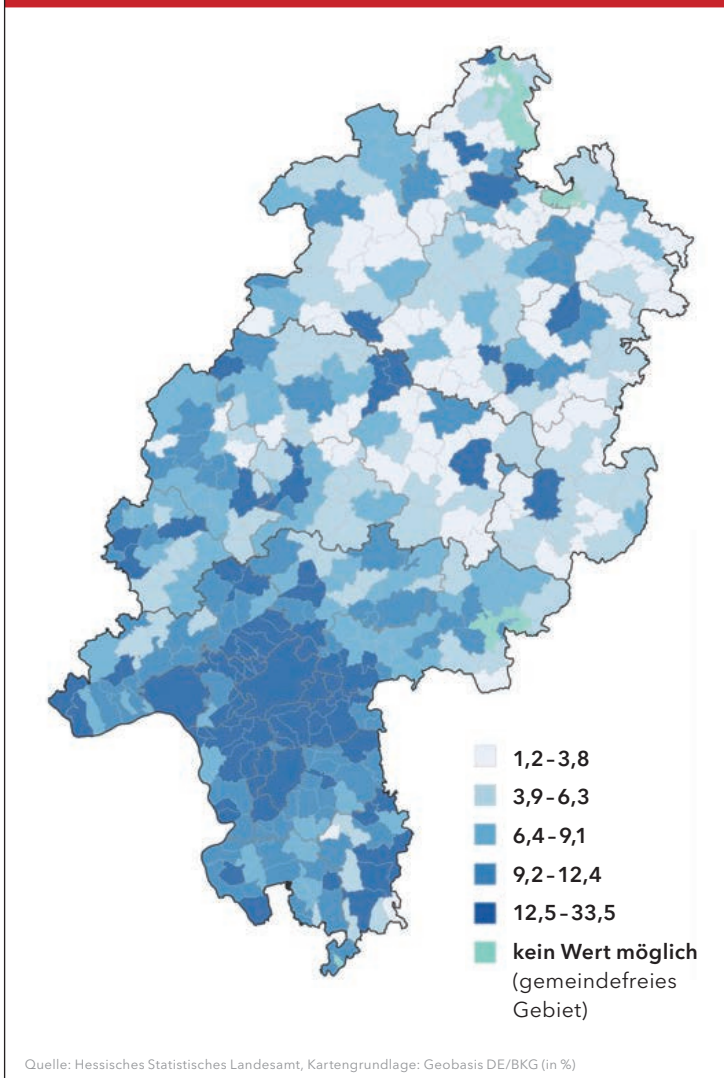 1,2–3,8
3,9–6,3
6,4–9,1
9,2–12,4
12,5–33,5
kein Wert möglich
(gemeindefreies
Gebiet)
Quelle: Hessisches Statistisches Landesamt, Kartengrundlage: Geobasis DE/BKG (in %)